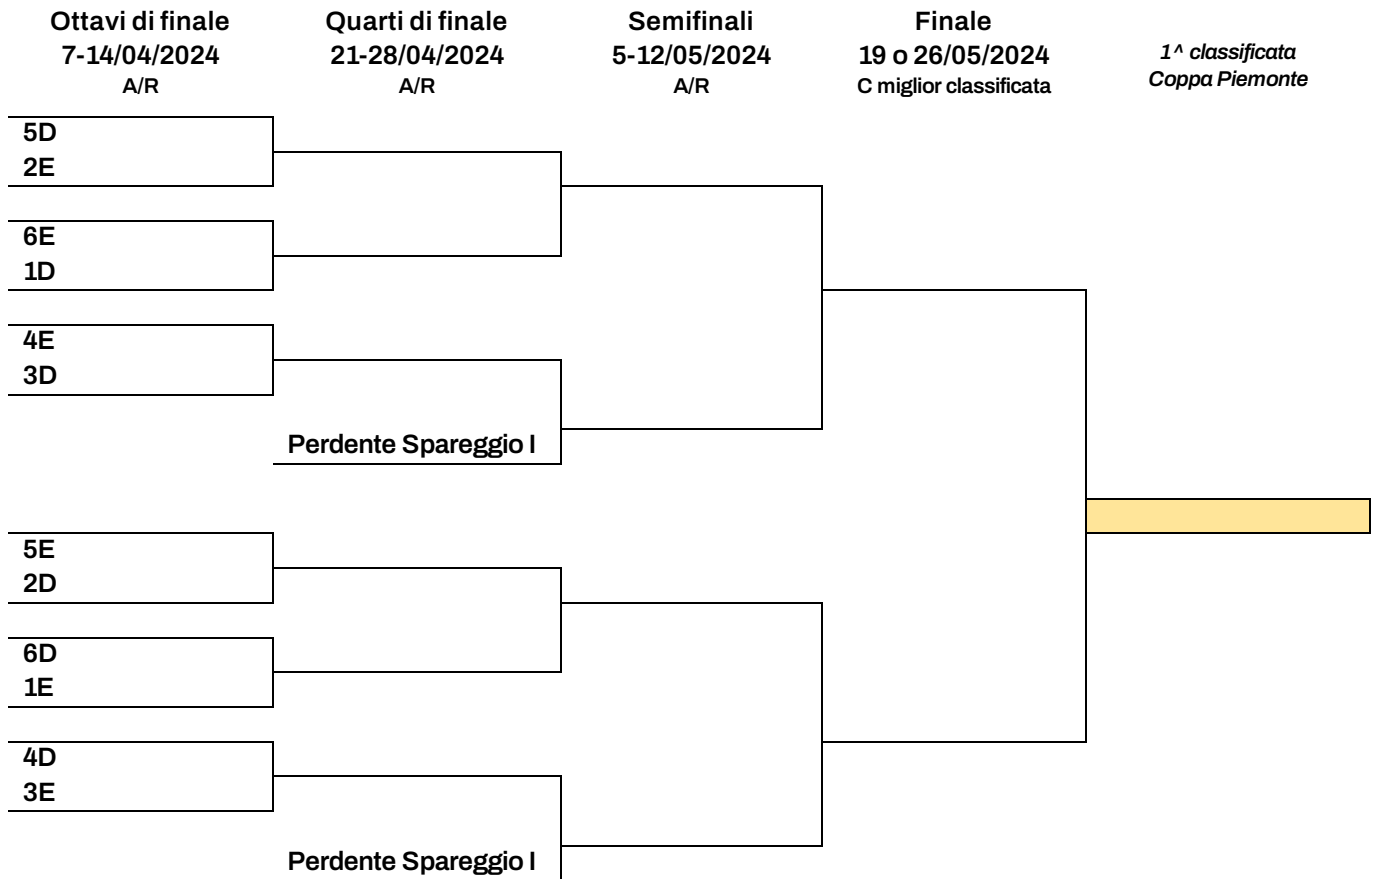 Ottavi di finale
7-14/04/2024
A/R
Quarti di finale
21-28/04/2024
A/R
Semifinali
5-12/05/2024
A/R
Finale
19 o 26/05/2024
C miglior classificata
1^ classificata
Coppa Piemonte
5D
2E
6E
1D
4E
3D
Perdente Spareggio I
5E
2D
6D
1E
4D
3E
Perdente Spareggio I